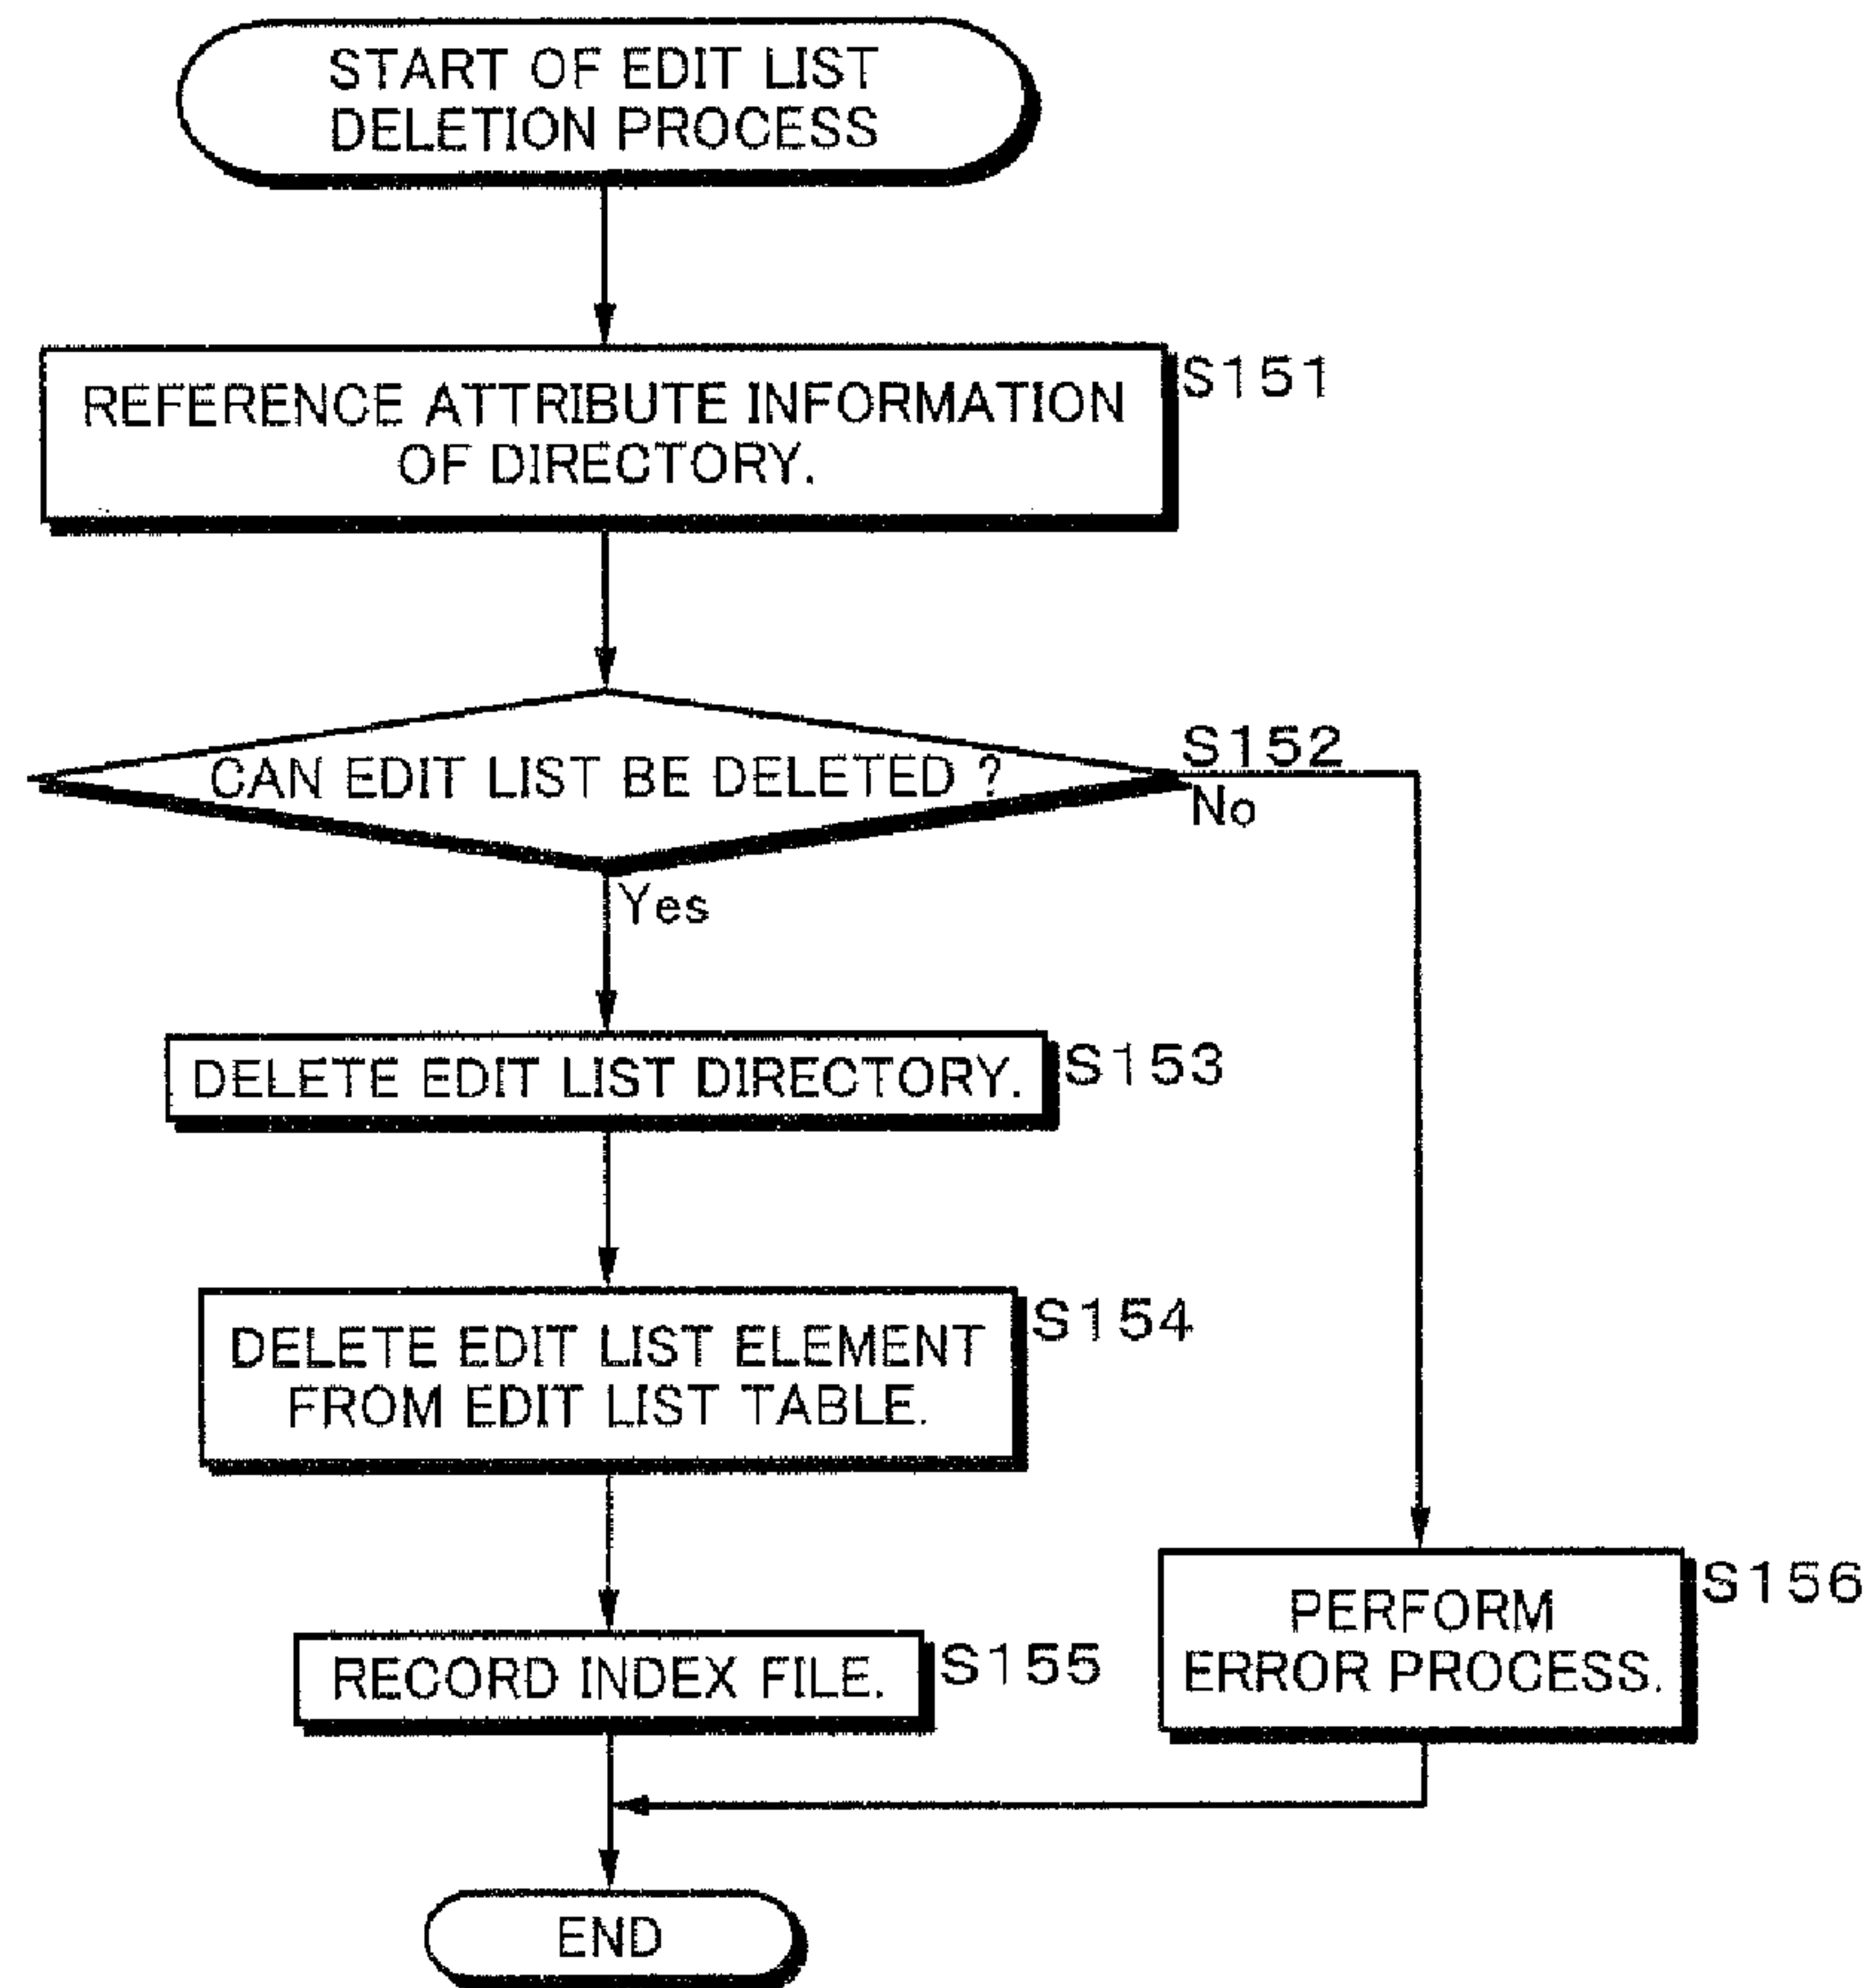 START OF EDIT LIST
DELETION PROCESS
REFERENCE ATTRIBUTE INFORMATION
OF DIRECTORY.
S151
CAN EDIT LIST BE DELETED ?
S152
No
Yes
DELETE EDIT LIST DIRECTORY.
S153
DELETE EDIT LIST ELEMENT
FROM EDIT LIST TABLE.
S154
RECORD INDEX FILE.
S155
PERFORM
ERROR PROCESS.
S156
END